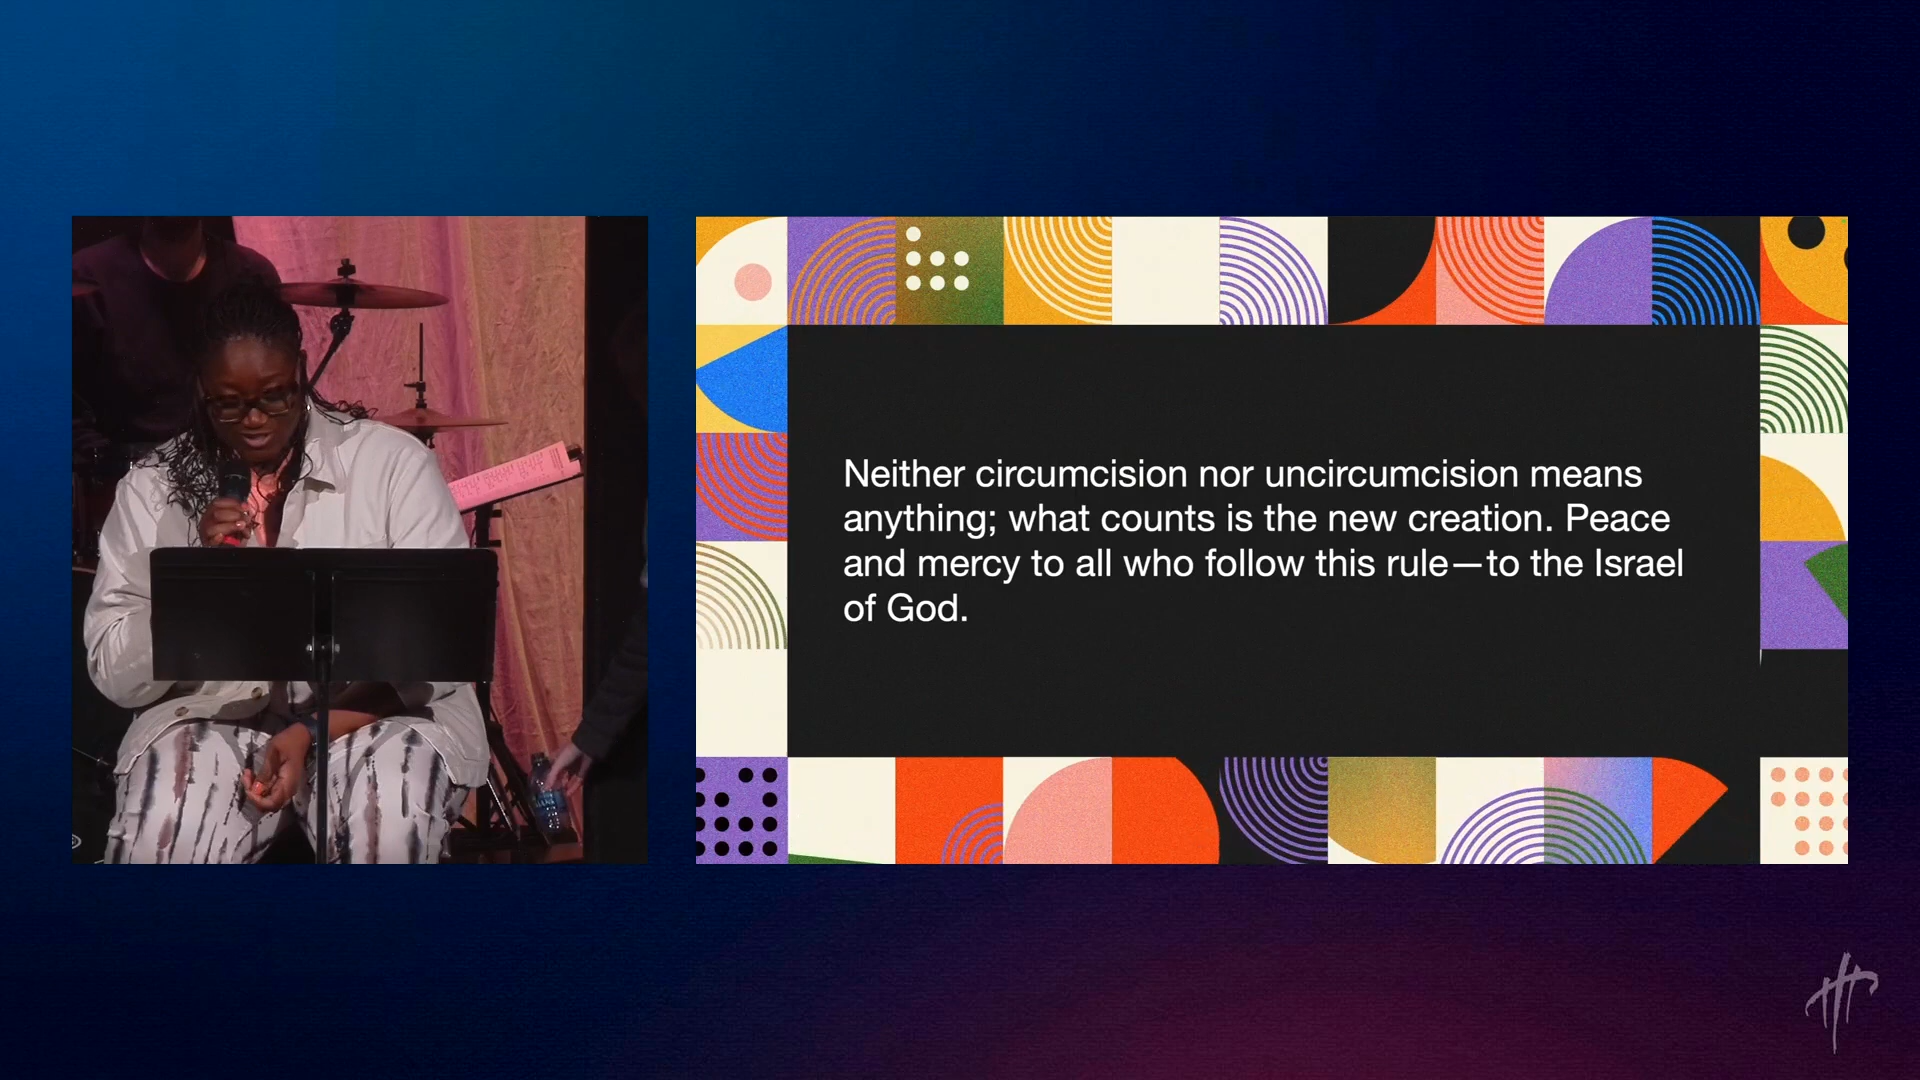 Neither circumcision nor uncircumcision means
anything; what counts is the new creation. Peace
and mercy to all who follow this rule—to the Israel
of God.